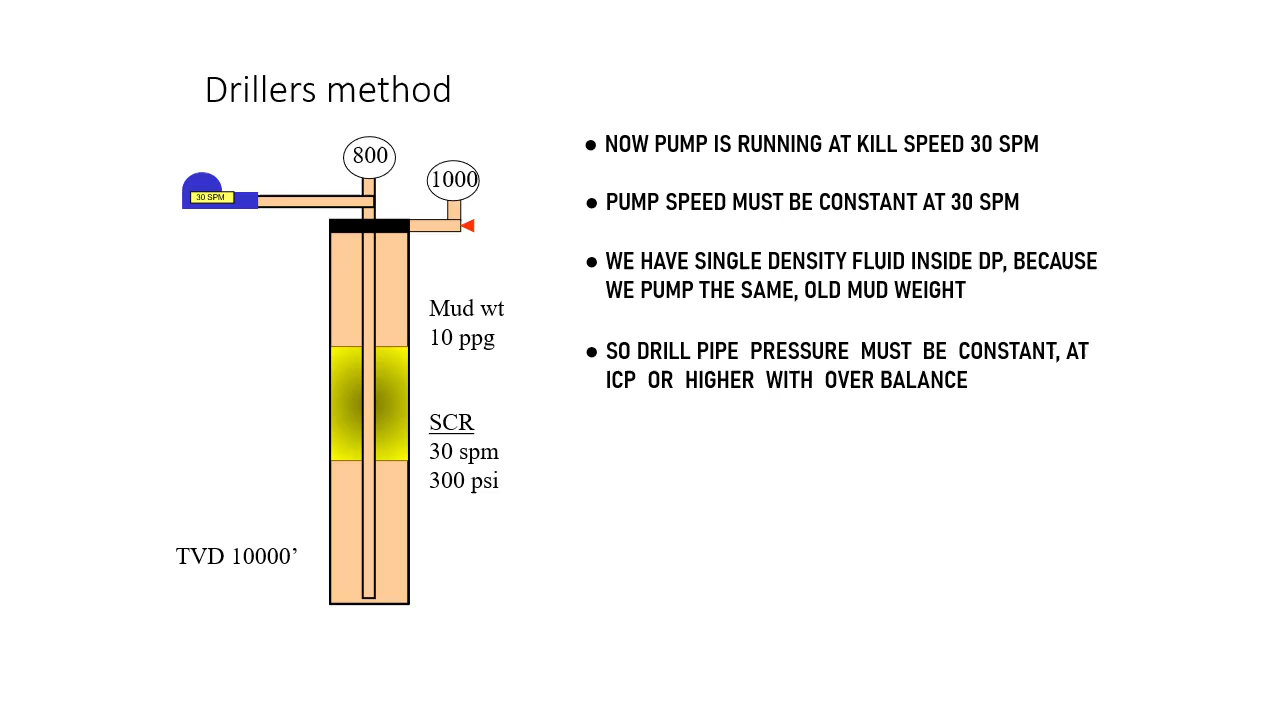 Drillers method
800
1000
30 SPM
Mud wt
10 ppg
SCR
30 spm
300 psi
TVD 10000’
● NOW PUMP IS RUNNING AT KILL SPEED 30 SPM
● PUMP SPEED MUST BE CONSTANT AT 30 SPM
● WE HAVE SINGLE DENSITY FLUID INSIDE DP, BECAUSE
WE PUMP THE SAME, OLD MUD WEIGHT
● SO DRILL PIPE PRESSURE MUST BE CONSTANT, AT
ICP OR HIGHER WITH OVER BALANCE